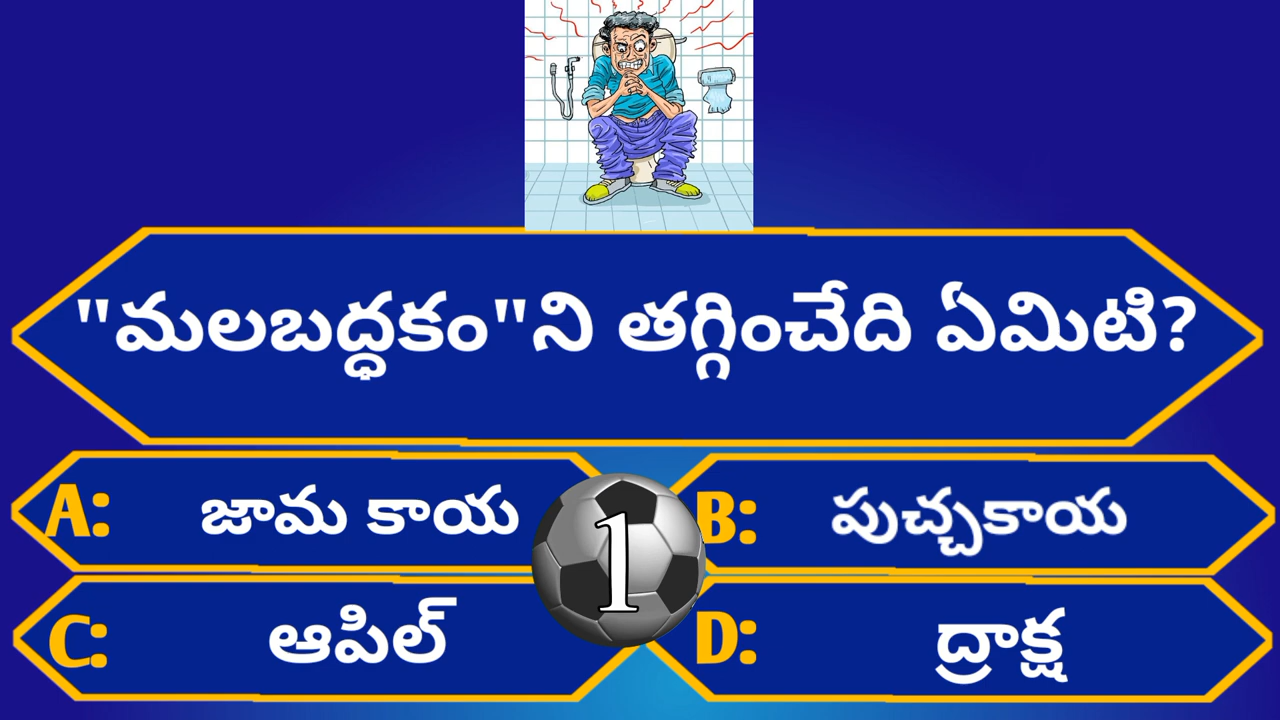 "మలబద్ధకం"ని తగ్గించేది ఏమిటి?
A: జామ కాయ
B: పుచ్చకాయ
1
C: ఆపిల్
D: ద్రాక్ష